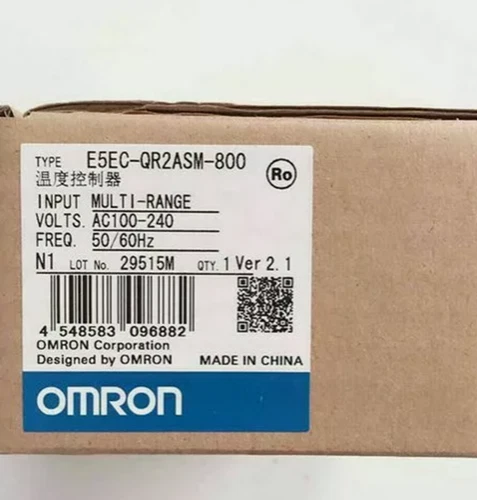 TYPE E5EC-QR2ASM-800
温度控制器
Ro
INPUT MULTI-RANGE
VOLTS. AC100-240
FREQ. 50/60Hz
N1 LOT No. 29515M QTY. 1 Ver 2.1
4 548583 096882
OMRON Corporation
Designed by OMRON MADE IN CHINA
OMRON